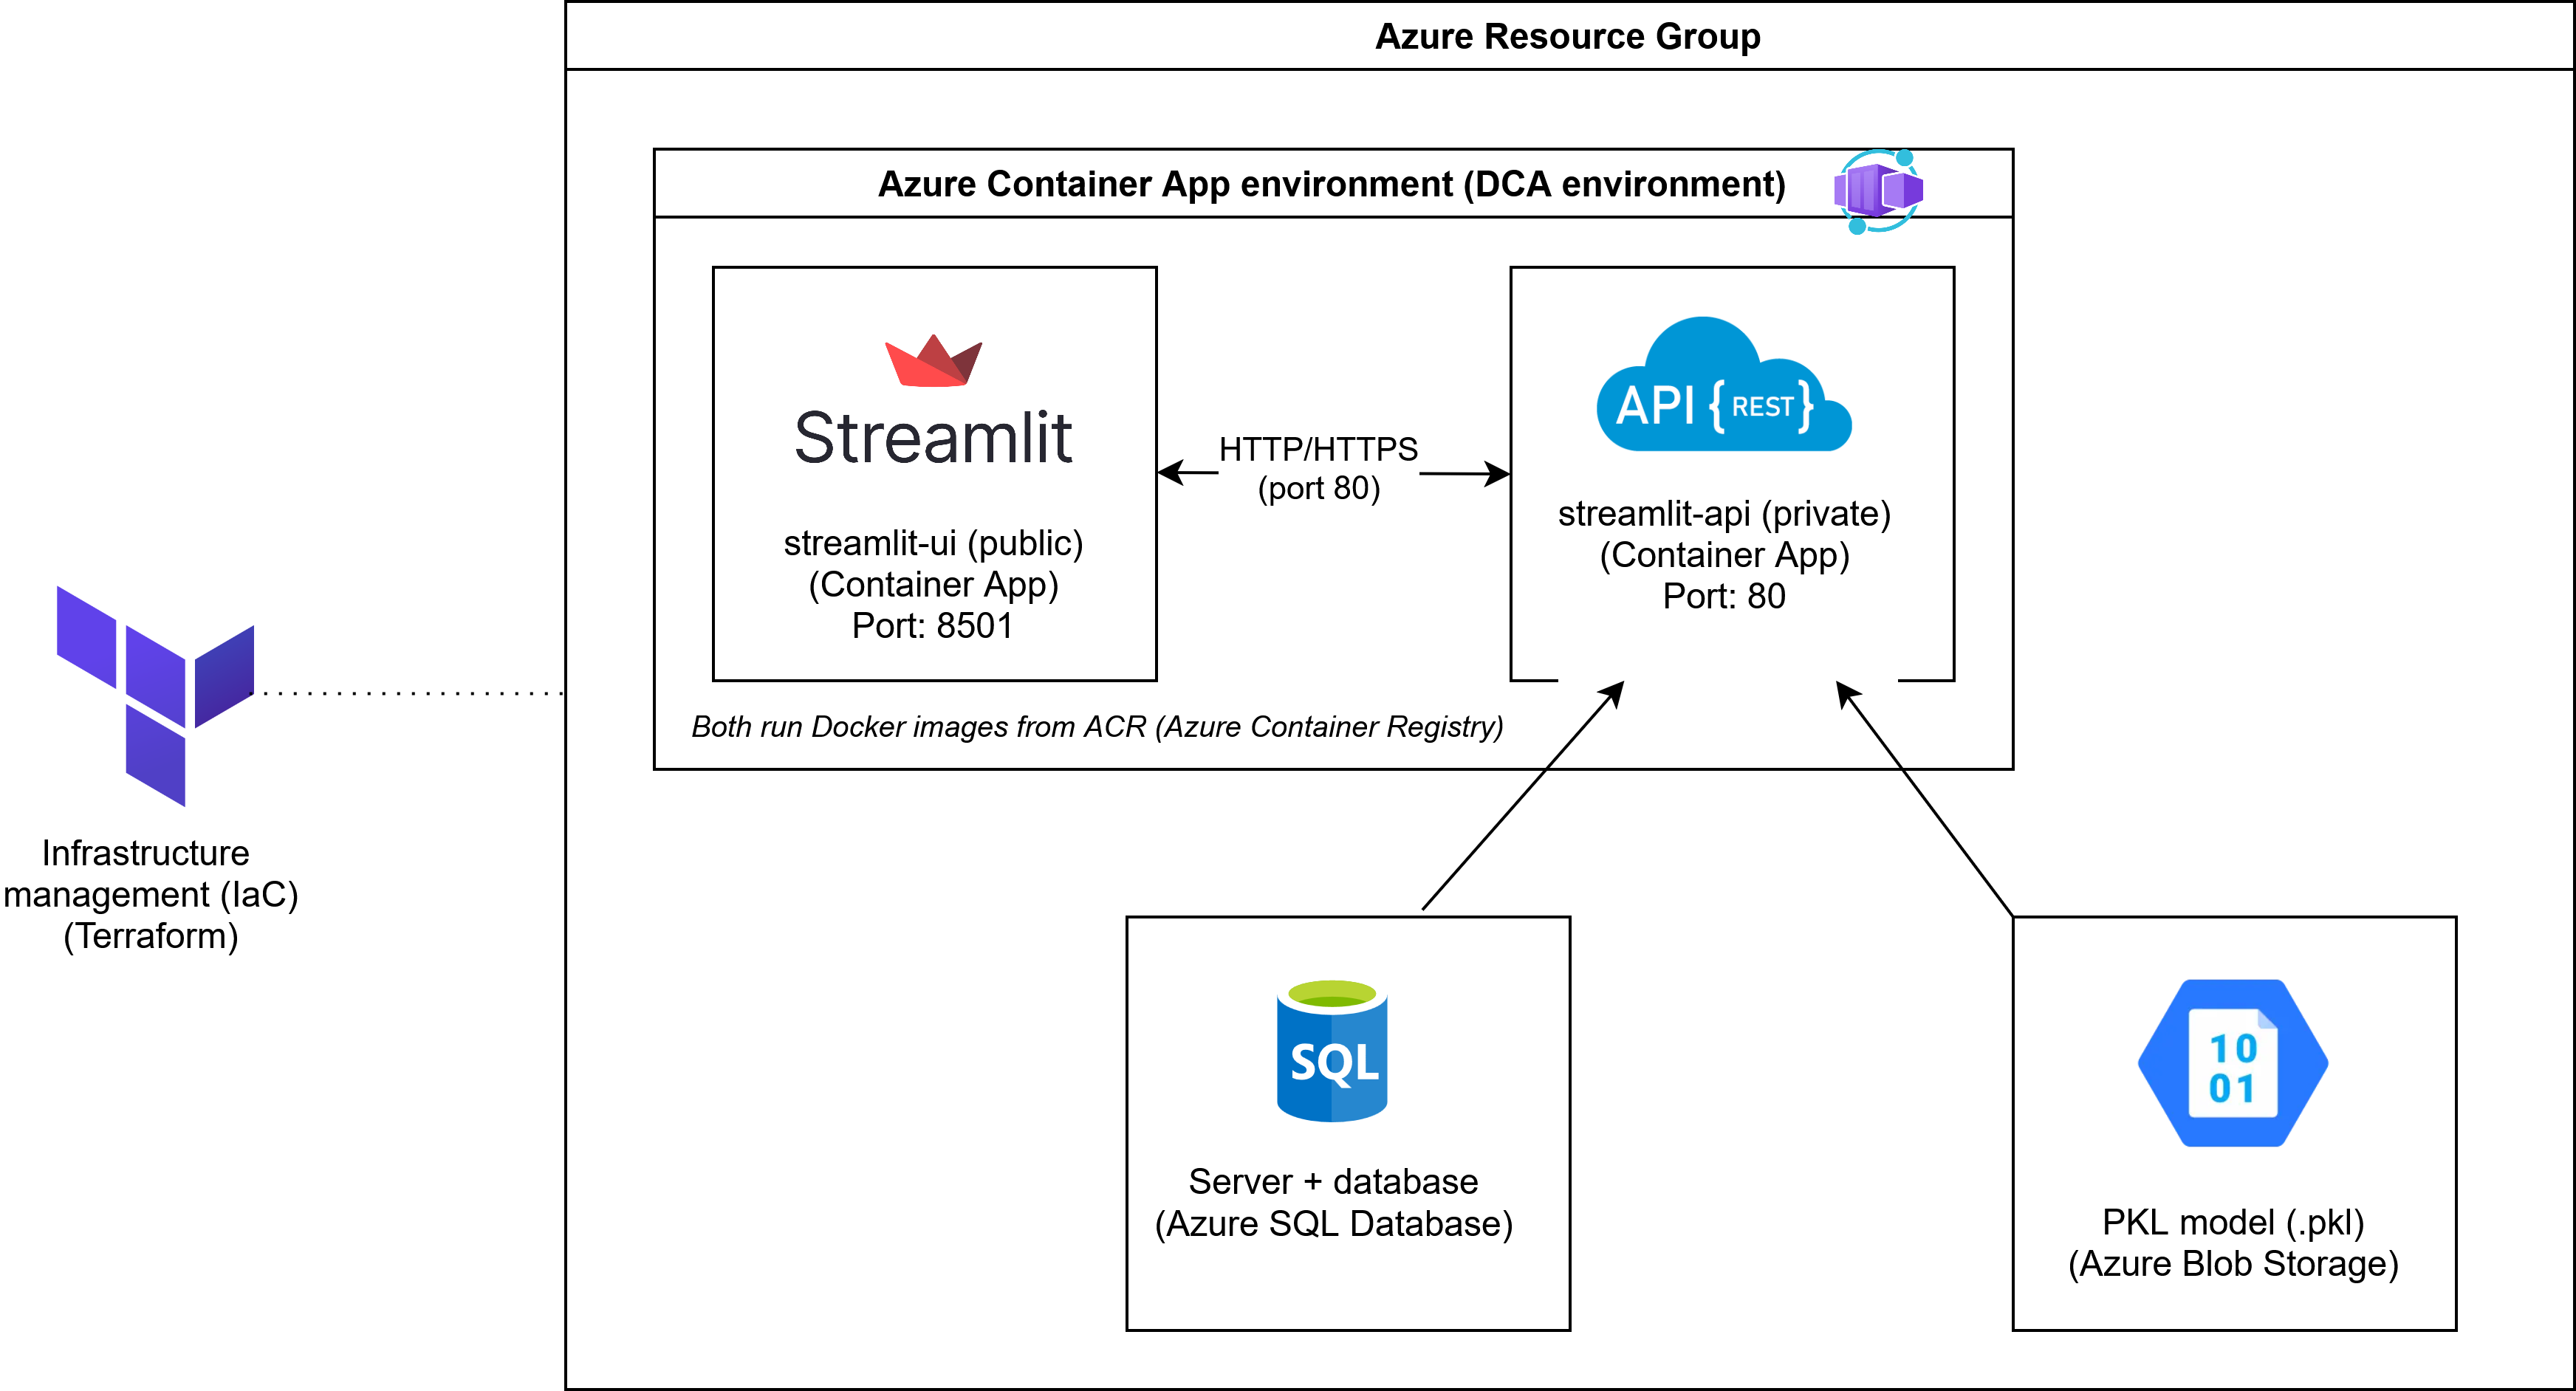 Azure Resource Group
Azure Container App environment (DCA environment)
Streamlit
streamlit-ui (public)
(Container App)
Port: 8501
HTTP/HTTPS
(port 80)
API {REST}
streamlit-api (private)
(Container App)
Port: 80
Both run Docker images from ACR (Azure Container Registry)
Infrastructure
management (IaC)
(Terraform)
SQL
Server + database
(Azure SQL Database)
10
01
PKL model (.pkl)
(Azure Blob Storage)